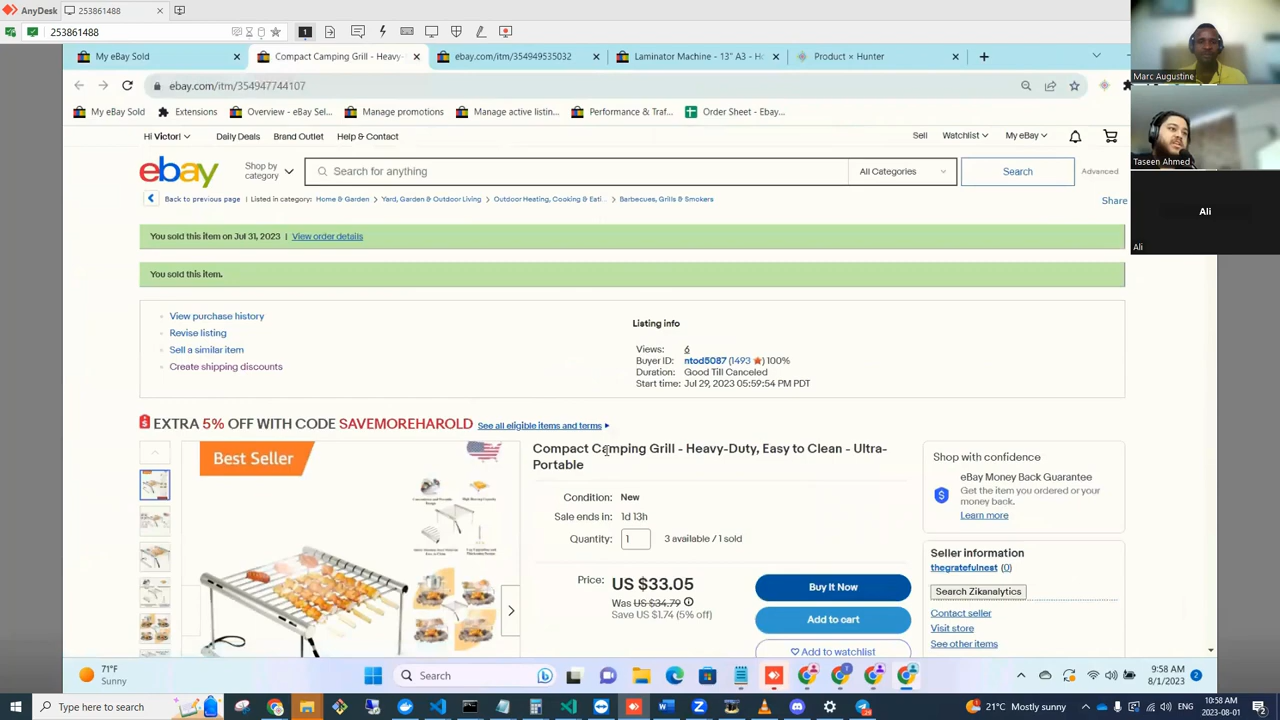 AnyDesk
253861488
253861488
1
Marc Augustine
Taseen Ahmed
Ali
Ali
My eBay Sold
Compact Camping Grill - Heavy-
ebay.com/itm/354949535032
Laminator Machine - 13" A3 - Ho
Product × Hunter
ebay.com/itm/354947744107
My eBay Sold
Extensions
Overview - eBay Sel...
Manage promotions
Manage active listing...
Performance & Traf...
Order Sheet - Ebay...
Hi Victor!
Daily Deals
Brand Outlet
Help & Contact
Sell
Watchlist
My eBay
ebay
Shop by
category
Search for anything
All Categories
Search
Advanced
Back to previous page
Listed in category:
Home & Garden
Yard, Garden & Outdoor Living
Outdoor Heating, Cooking & Eati...
Barbecues, Grills & Smokers
Share
You sold this item on Jul 31, 2023 | View order details
You sold this item.
View purchase history
Revise listing
Sell a similar item
Create shipping discounts
Listing info
Views: 6
Buyer ID: ntod5087 (1493 ) 100%
Duration: Good Till Canceled
Start time: Jul 29, 2023 05:59:54 PM PDT
EXTRA 5% OFF WITH CODE SAVEMOREHAROLD See all eligible items and terms
Best Seller
Compact Camping Grill - Heavy-Duty, Easy to Clean - Ultra-
Portable
Condition: New
Sale ends in: 1d 13h
Quantity: 1 3 available / 1 sold
Price: US $33.05
Was US $34.79
Save US $1.74 (5% off)
Buy It Now
Add to cart
Add to watchlist
Shop with confidence
eBay Money Back Guarantee
Get the item you ordered or your
money back.
Learn more
Seller information
thegratefulnest (0)
Search Zikanalytics
Contact seller
Visit store
See other items
71°F
Sunny
Search
9:58 AM
8/1/2023
2
Type here to search
21°C Mostly sunny
ENG
10:58 AM
2023-08-01
2